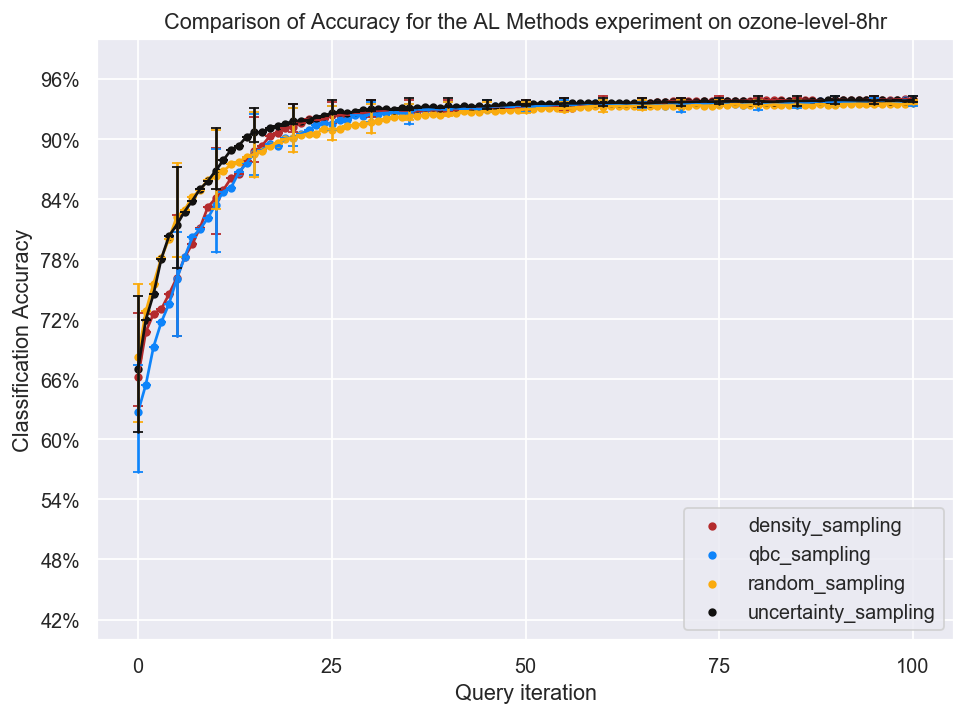 Comparison of Accuracy for the AL Methods experiment on ozone-level-8hr
Classification Accuracy
96%
90%
84%
78%
72%
66%
60%
54%
48%
42%
density_sampling
qbc_sampling
random_sampling
uncertainty_sampling
0 25 50 75 100
Query iteration